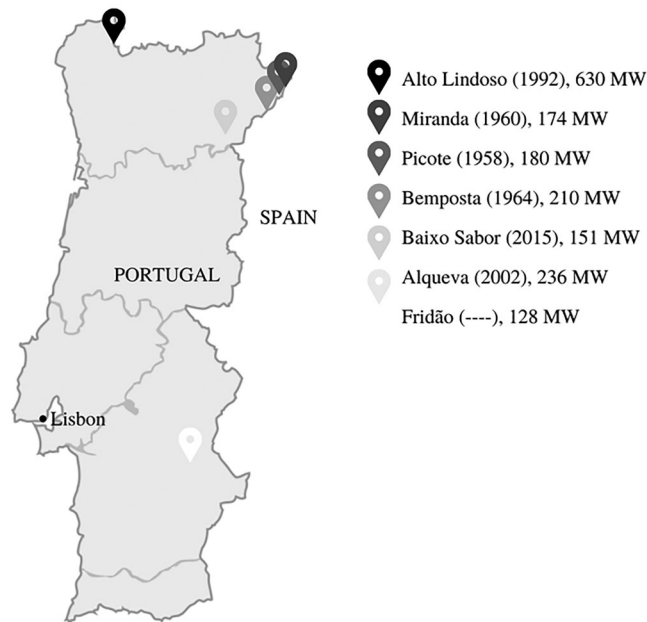 Alto Lindoso (1992), 630 MW
Miranda (1960), 174 MW
Picote (1958), 180 MW
Bemposta (1964), 210 MW
Baixo Sabor (2015), 151 MW
Alqueva (2002), 236 MW
Fridão (----), 128 MW
SPAIN
PORTUGAL
Lisbon